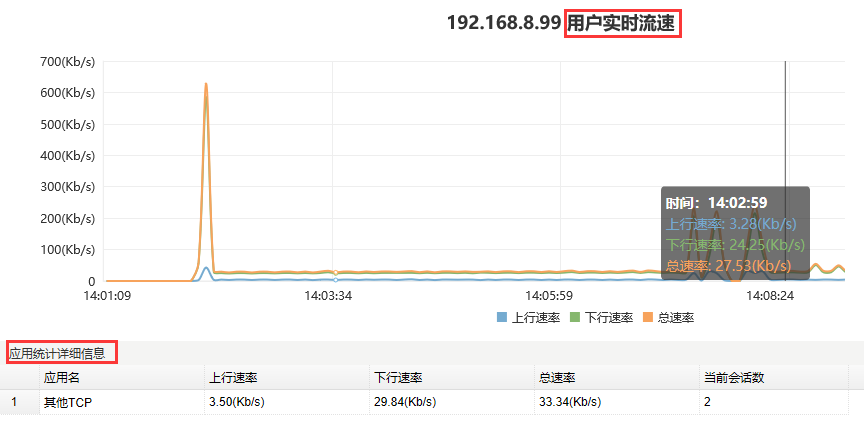 192.168.8.99 用户实时流速
700(Kb/s)
600(Kb/s)
500(Kb/s)
400(Kb/s)
300(Kb/s)
200(Kb/s)
100(Kb/s)
0
时间：14:02:59
上行速率: 3.28(Kb/s)
下行速率: 24.25(Kb/s)
总速率: 27.53(Kb/s)
14:01:09 14:03:34 14:05:59 14:08:24
上行速率 下行速率 总速率
应用统计详细信息
应用名 上行速率 下行速率 总速率 当前会话数
1 其他TCP 3.50(Kb/s) 29.84(Kb/s) 33.34(Kb/s) 2